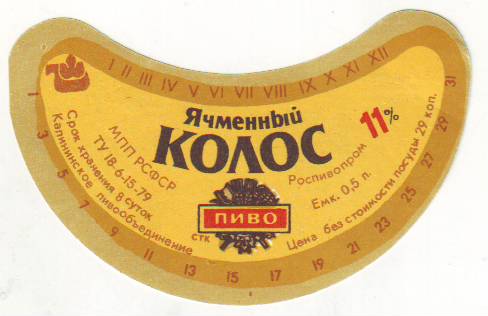 I II III IV V VI VII VIII IX X XI XII
Ячменный
КОЛОС
11%
МПП РСФСР
ТУ 18-6-15-79
Срок хранения 8 суток
Калининское пивообъединение
Роспивопром
Емк. 0,5 л.
Цена без стоимости посуды 29 коп.
ПИВО
СТК
1 3 5 7 9 11 13 15 17 19 21 23 25 27 29 31